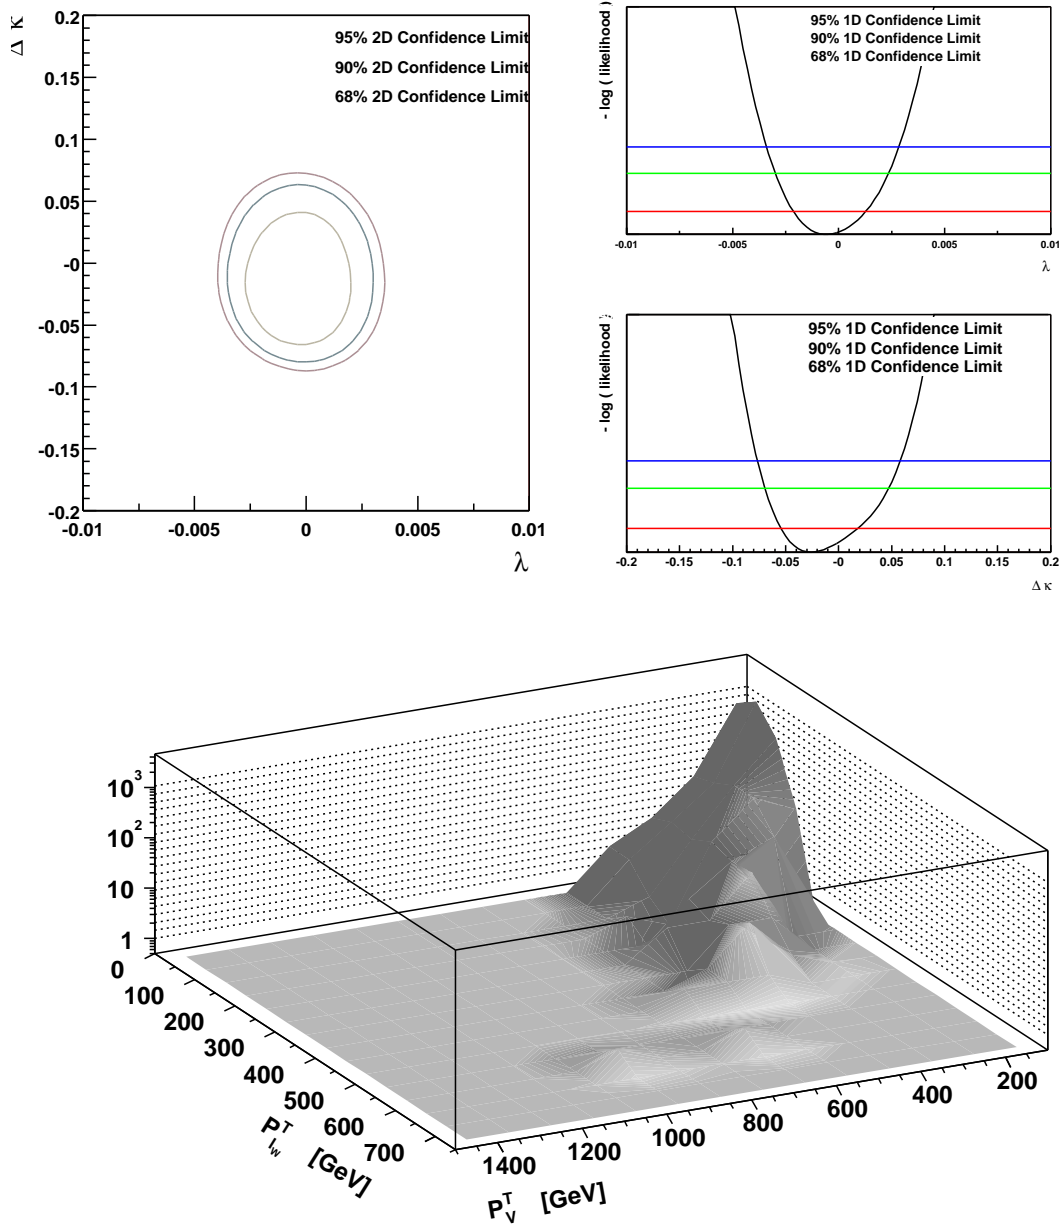 Δ κ
0.2
0.15
0.1
0.05
-0
-0.05
-0.1
-0.15
-0.2
95% 2D Confidence Limit
90% 2D Confidence Limit
68% 2D Confidence Limit
-0.01 -0.005 0 0.005 0.01
λ
- log ( likelihood )
95% 1D Confidence Limit
90% 1D Confidence Limit
68% 1D Confidence Limit
-0.01 -0.005 0 0.005 0.01
λ
- log ( likelihood )
95% 1D Confidence Limit
90% 1D Confidence Limit
68% 1D Confidence Limit
-0.2 -0.15 -0.1 -0.05 -0 0.05 0.1 0.15 0.2
Δ κ
10^3
10^2
10
1
0 100 200 300 400 500 600 700
P^T_{l_W} [GeV]
1400 1200 1000 800 600 400 200
P^T_V [GeV]